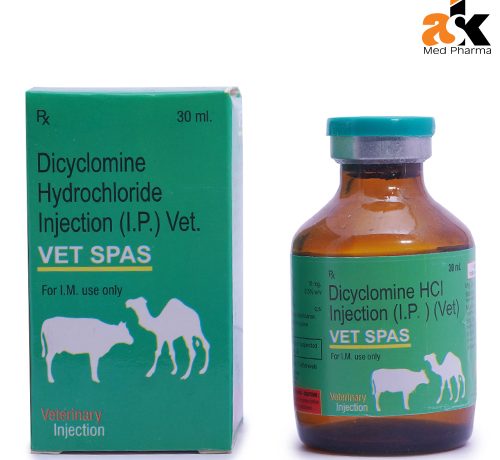 ark
Med Pharma
Rx
30 ml.
Dicyclomine
Hydrochloride
Injection (I.P.) Vet.
VET SPAS
For I.M. use only
Veterinary
Injection
Rx
30 ml.
Dicyclomine HCl
Injection (I.P.) (Vet)
VET SPAS
For I.M. use only
Veterinary
Injection